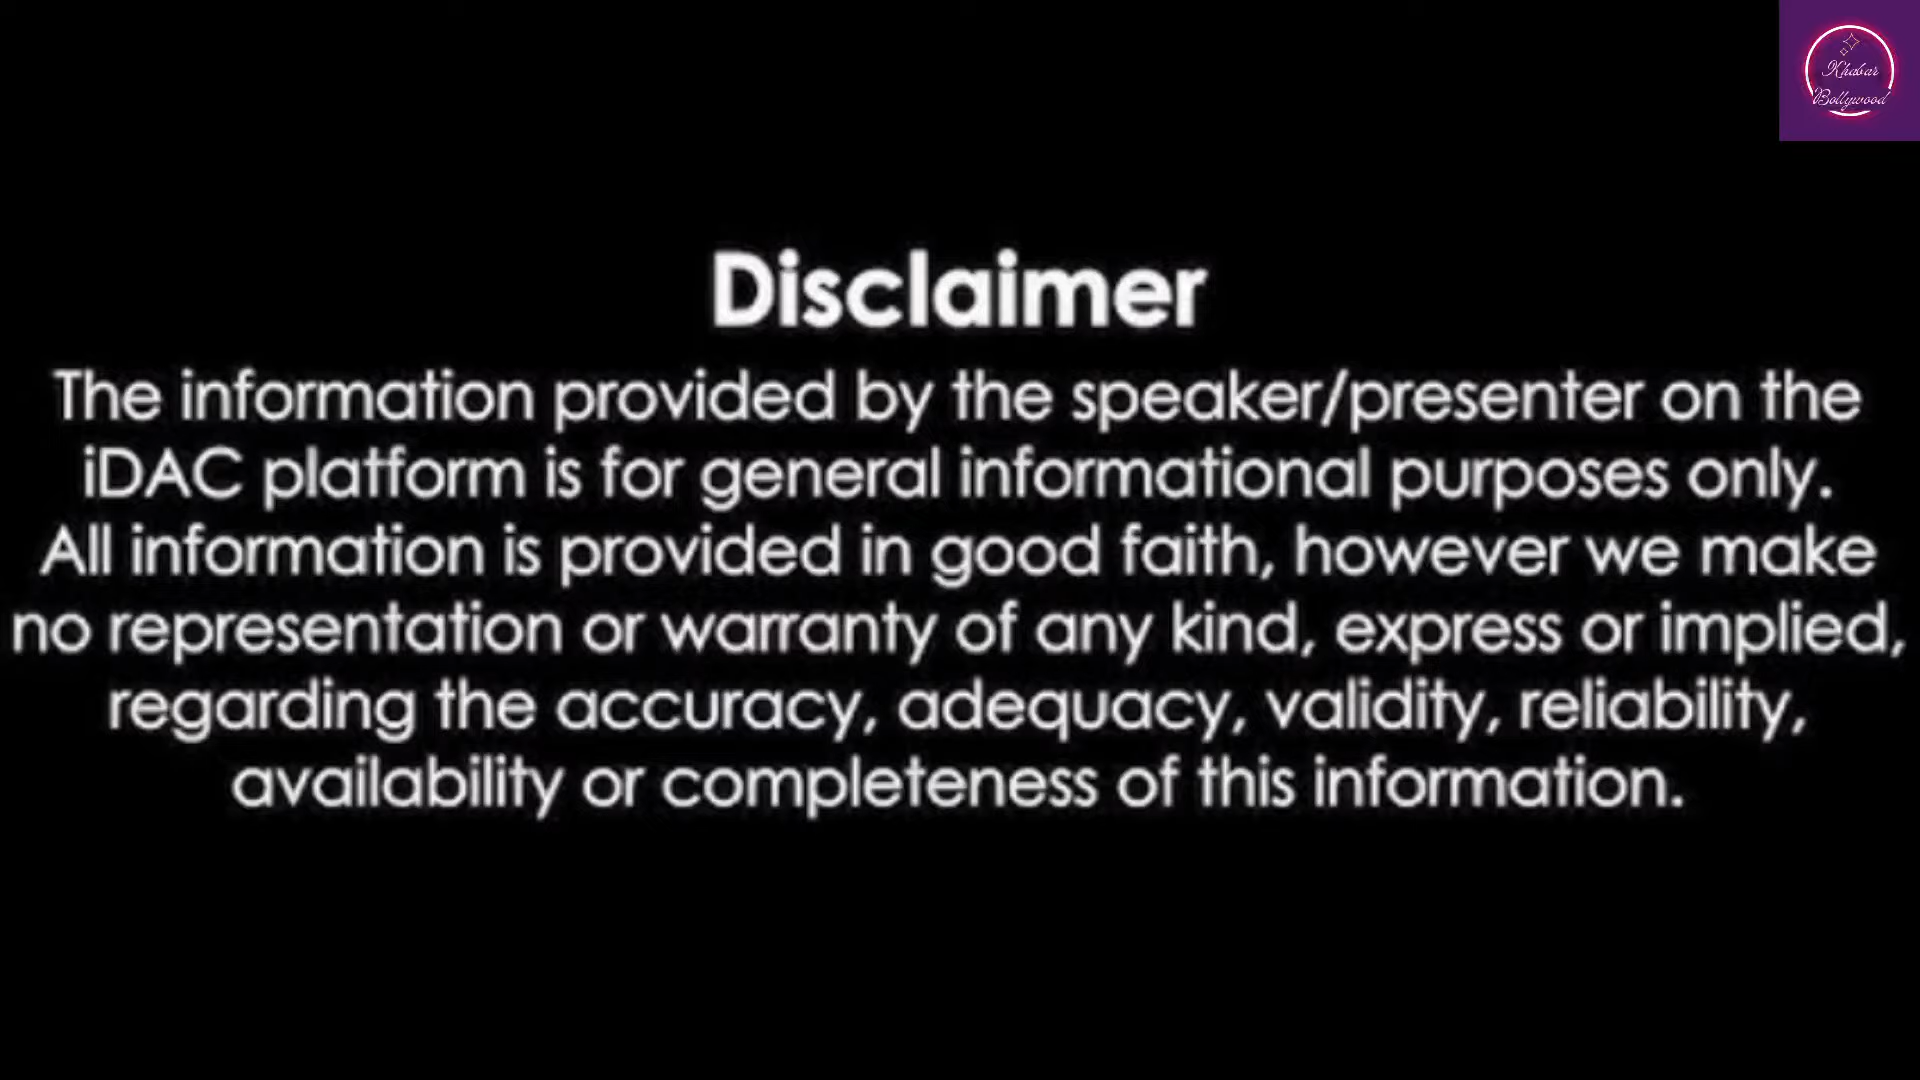 Khabar
Bollywood
Disclaimer
The information provided by the speaker/presenter on the
iDAC platform is for general informational purposes only.
All information is provided in good faith, however we make
no representation or warranty of any kind, express or implied,
regarding the accuracy, adequacy, validity, reliability,
availability or completeness of this information.